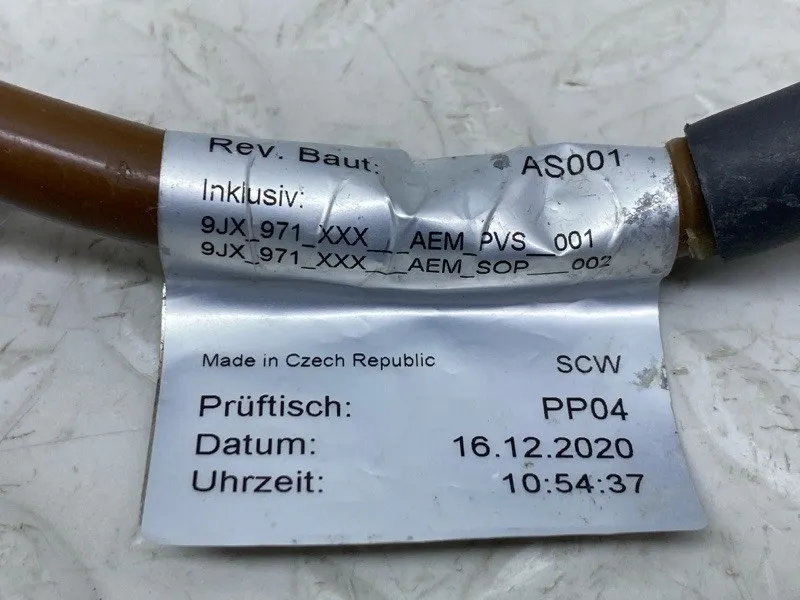 Rev. Baut: AS001
Inklusiv:
9JX_971_XXX___AEM_PVS__001
9JX_971_XXX___AEM_SOP___002
Made in Czech Republic SCW
Prüftisch: PP04
Datum: 16.12.2020
Uhrzeit: 10:54:37